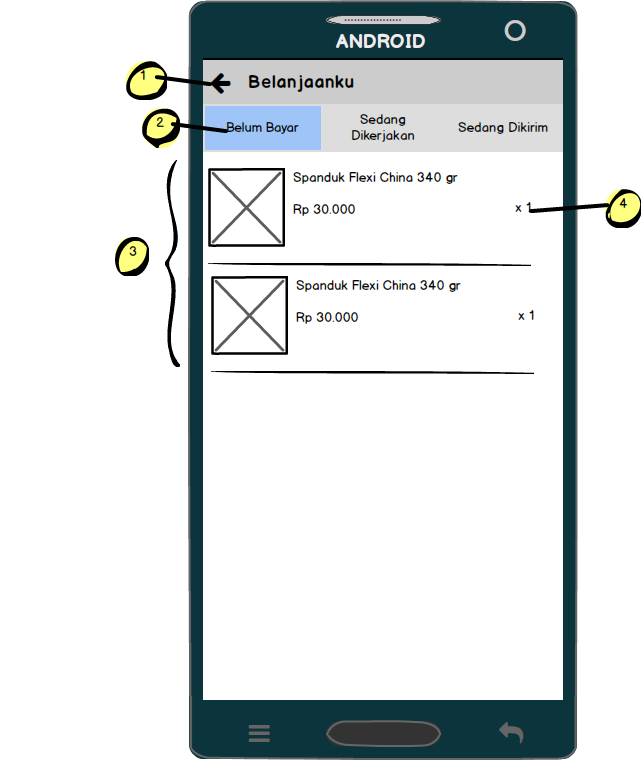 ANDROID
1
Belanjaanku
2
Belum Bayar
Sedang
Dikerjakan
Sedang Dikirim
Spanduk Flexi China 340 gr
Rp 30.000
x 1
4
3
Spanduk Flexi China 340 gr
Rp 30.000
x 1